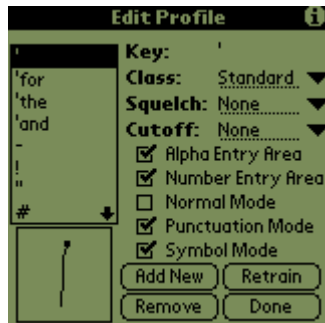 Edit Profile i
'
'for
'the
'and
-
!
"
#
Key: '
Class: Standard
Squelch: None
Cutoff: None
Alpha Entry Area
Number Entry Area
Normal Mode
Punctuation Mode
Symbol Mode
Add New Retrain
Remove Done